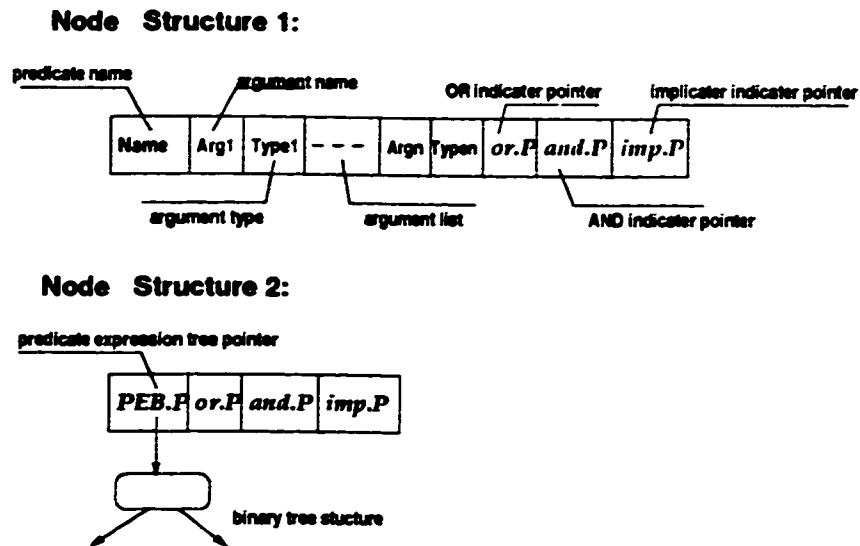 Node Structure 1:
predicate name
argument name
OR indicater pointer
implicater indicater pointer
Name Arg1 Type1 - - - Argn Typen or.P and.P imp.P
argument type
argument list
AND indicater pointer
Node Structure 2:
predicate expression tree pointer
PEB.P or.P and.P imp.P
binary tree stucture